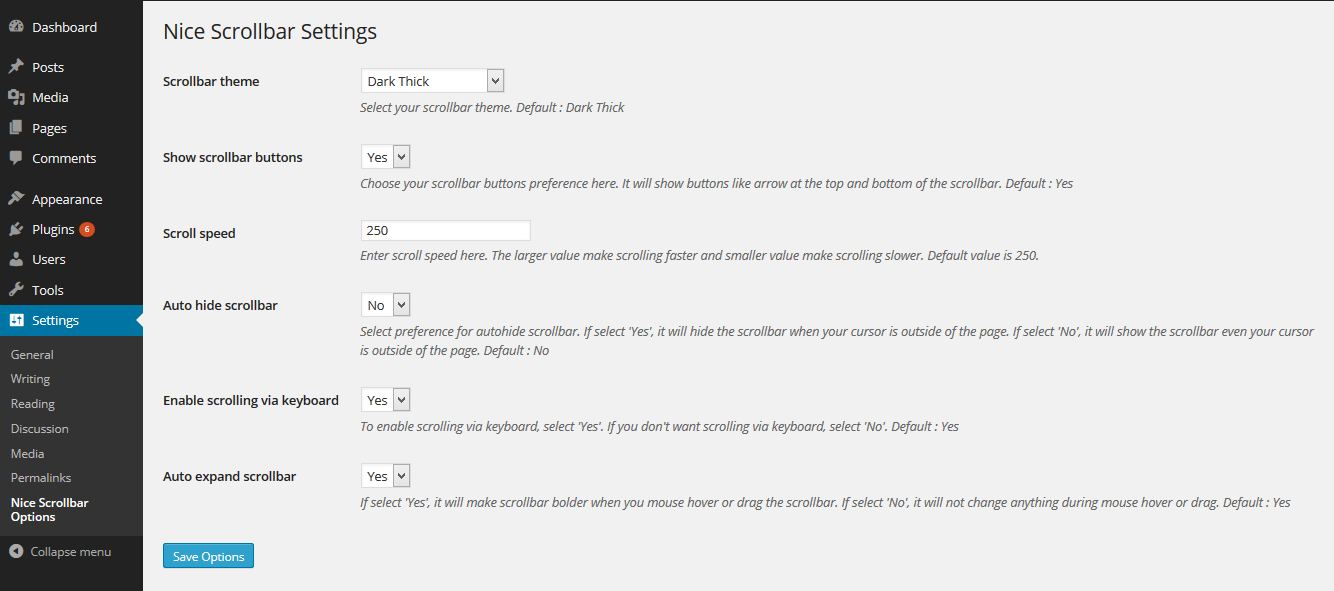 Dashboard
Posts
Media
Pages
Comments
Appearance
Plugins 6
Users
Tools
Settings
General
Writing
Reading
Discussion
Media
Permalinks
Nice Scrollbar
Options
Collapse menu
Nice Scrollbar Settings
Scrollbar theme
Dark Thick
Select your scrollbar theme. Default : Dark Thick
Show scrollbar buttons
Yes
Choose your scrollbar buttons preference here. It will show buttons like arrow at the top and bottom of the scrollbar. Default : Yes
Scroll speed
250
Enter scroll speed here. The larger value make scrolling faster and smaller value make scrolling slower. Default value is 250.
Auto hide scrollbar
No
Select preference for autohide scrollbar. If select 'Yes', it will hide the scrollbar when your cursor is outside of the page. If select 'No', it will show the scrollbar even your cursor
is outside of the page. Default : No
Enable scrolling via keyboard
Yes
To enable scrolling via keyboard, select 'Yes'. If you don't want scrolling via keyboard, select 'No'. Default : Yes
Auto expand scrollbar
Yes
If select 'Yes', it will make scrollbar bolder when you mouse hover or drag the scrollbar. If select 'No', it will not change anything during mouse hover or drag. Default : Yes
Save Options